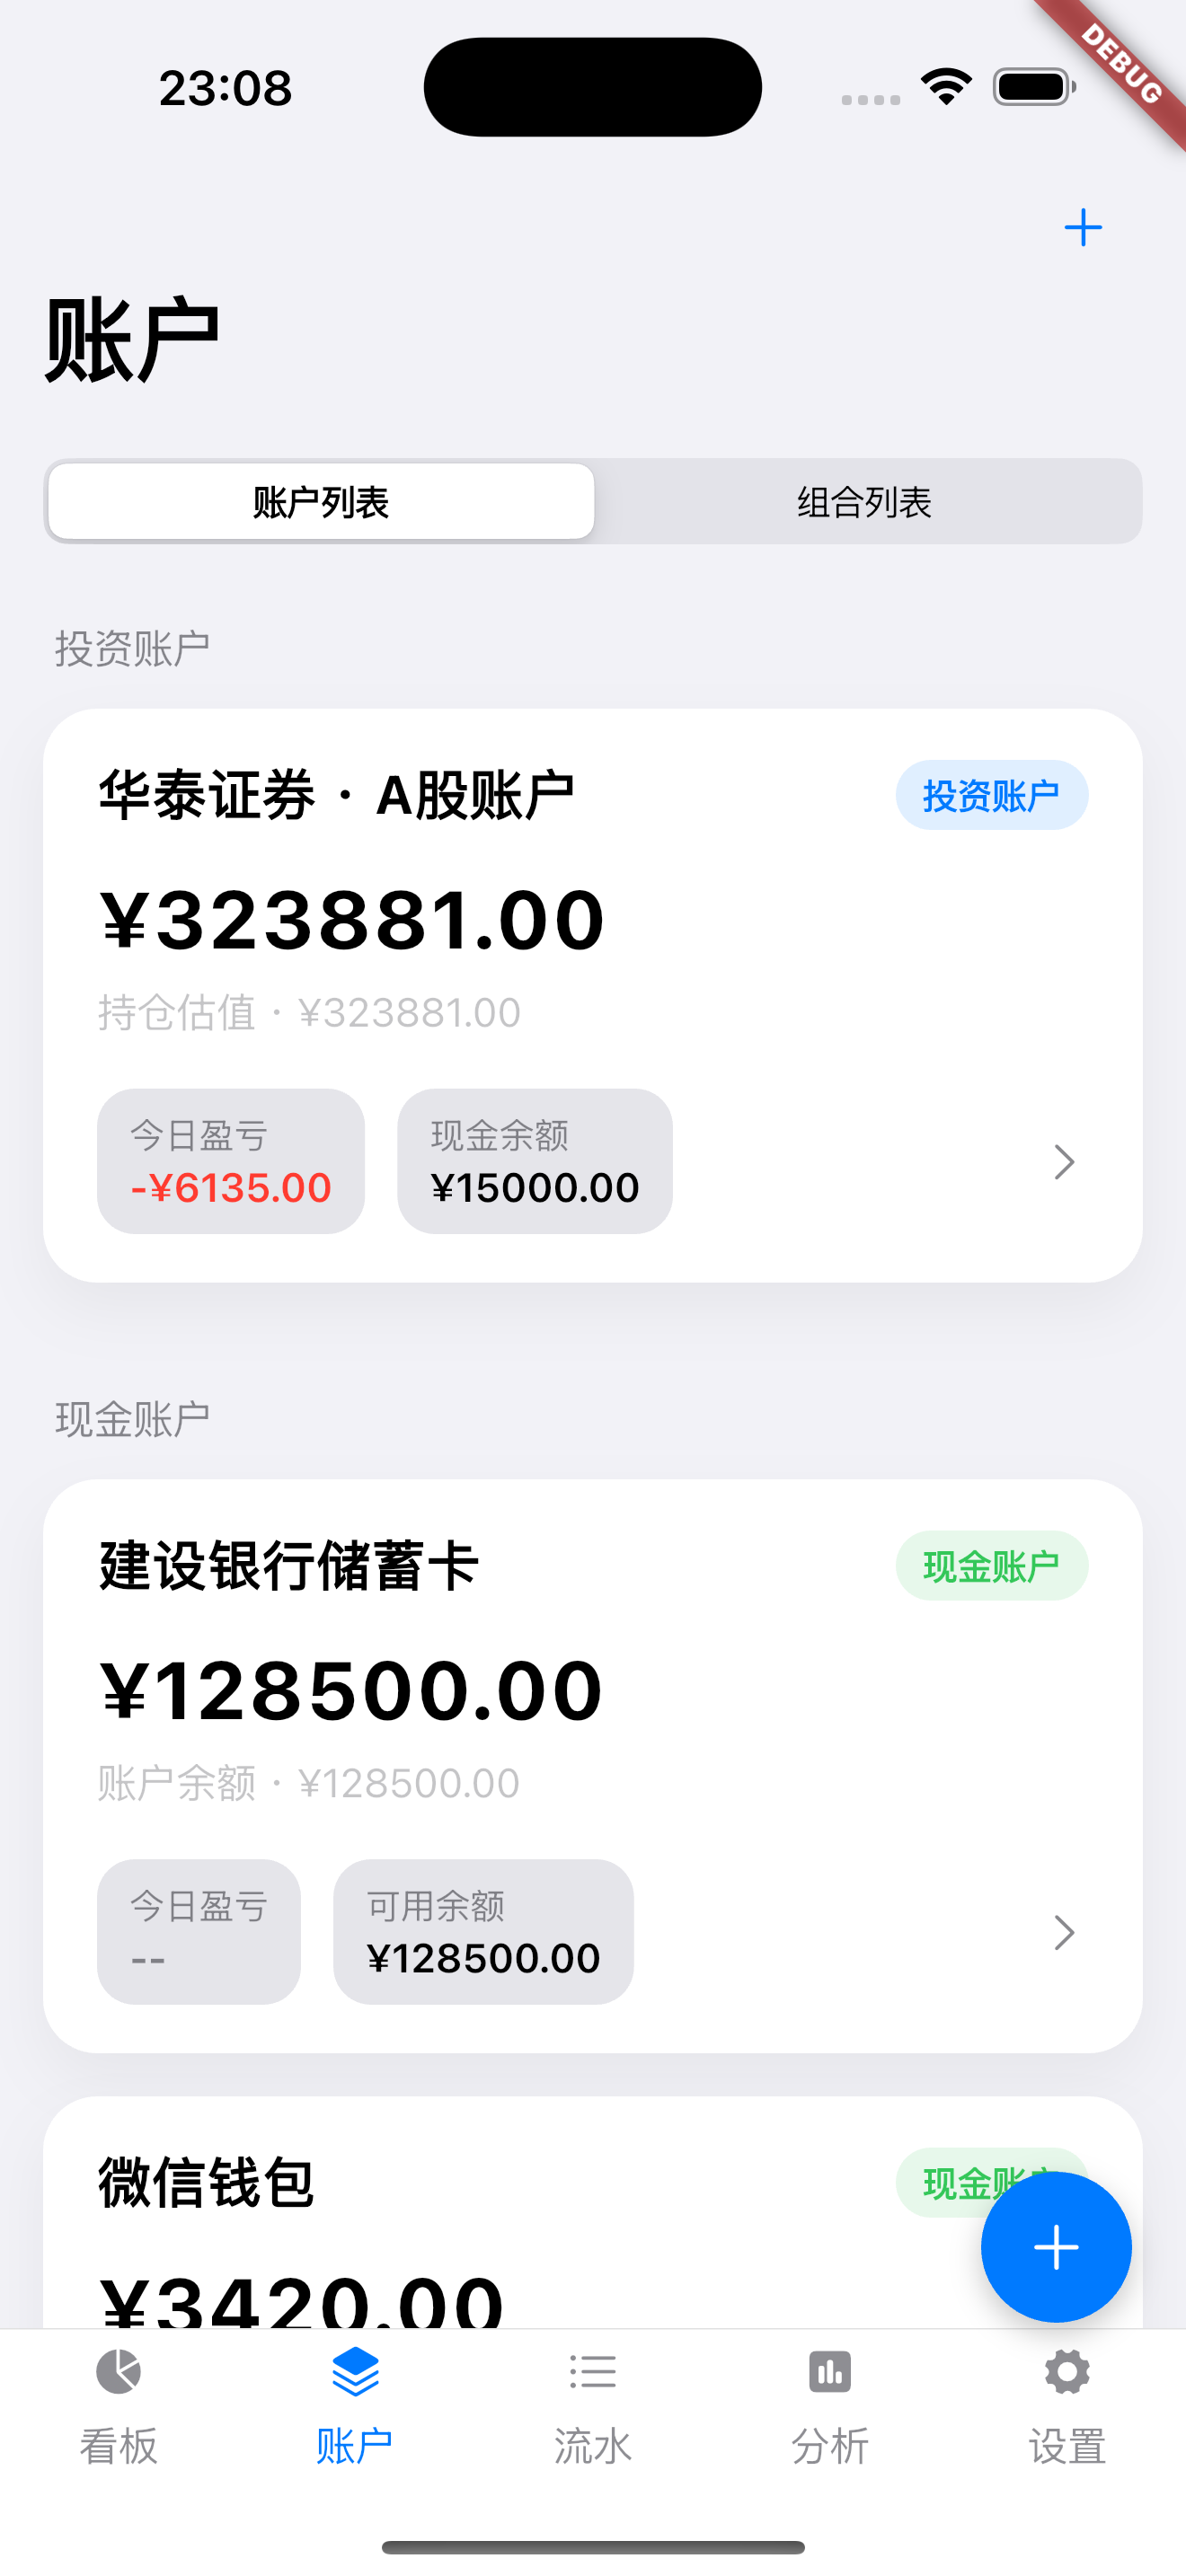 23:08
DEBUG
账户
账户列表
组合列表
投资账户
华泰证券 · A股账户
投资账户
¥323881.00
持仓估值 · ¥323881.00
今日盈亏
现金余额
-¥6135.00
¥15000.00
现金账户
建设银行储蓄卡
现金账户
¥128500.00
账户余额 · ¥128500.00
今日盈亏
可用余额
--
¥128500.00
微信钱包
现金账户
¥3420.00
看板
账户
流水
分析
设置